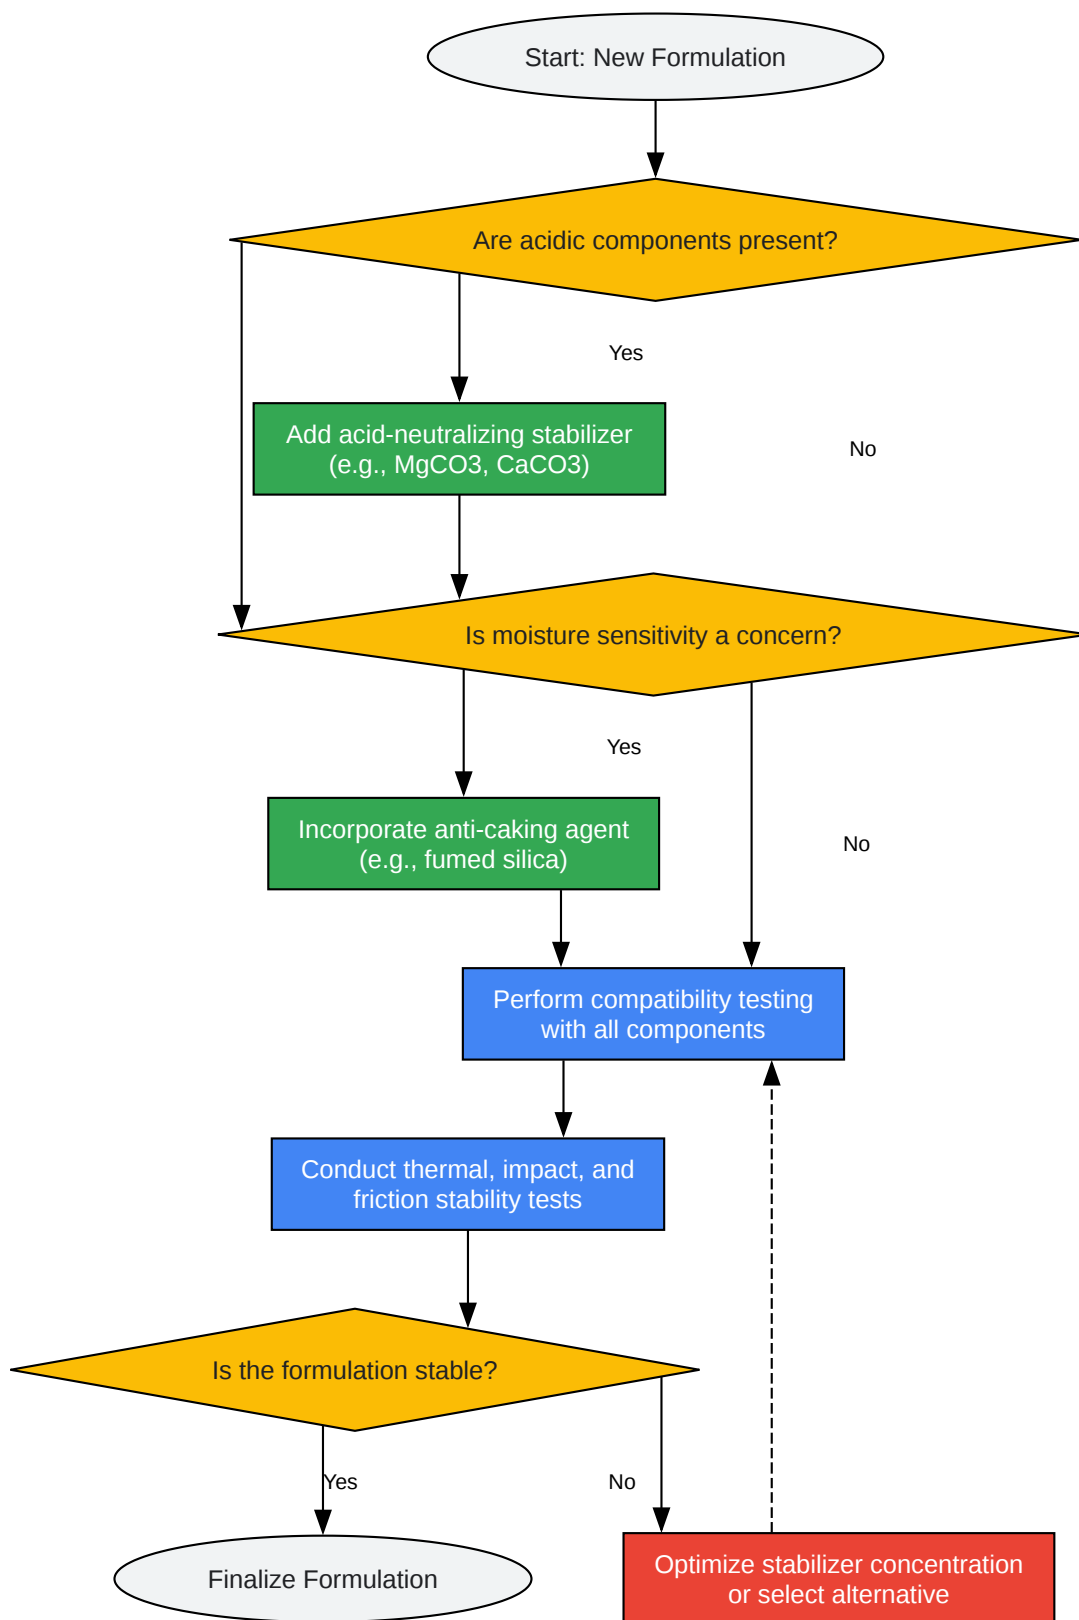 Start: New Formulation
Are acidic components present?
Yes
Add acid-neutralizing stabilizer
(e.g., MgCO3, CaCO3)
No
Is moisture sensitivity a concern?
Yes
Incorporate anti-caking agent
(e.g., fumed silica)
No
Perform compatibility testing
with all components
Conduct thermal, impact, and
friction stability tests
Is the formulation stable?
Yes
No
Finalize Formulation
Optimize stabilizer concentration
or select alternative